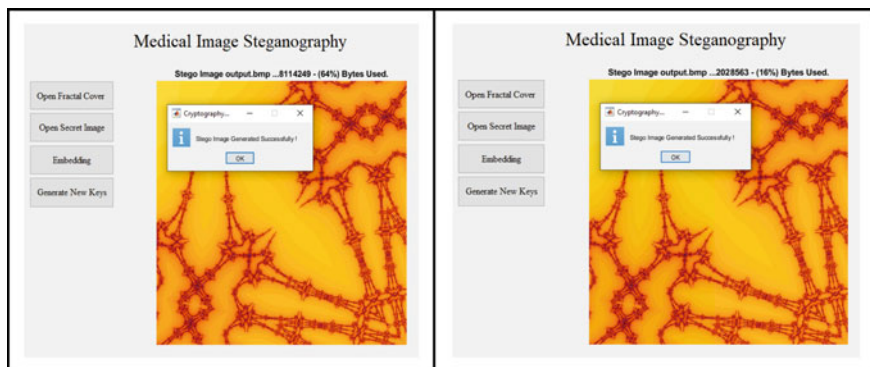 Medical Image Steganography
Stego Image output.bmp ...8114249 - (64%) Bytes Used.
Open Fractal Cover
Open Secret Image
Embedding
Generate New Keys
Cryptography...
Stego Image Generated Successfully !
OK
Medical Image Steganography
Stego Image output.bmp ...2028563 - (16%) Bytes Used.
Open Fractal Cover
Open Secret Image
Embedding
Generate New Keys
Cryptography...
Stego Image Generated Successfully !
OK